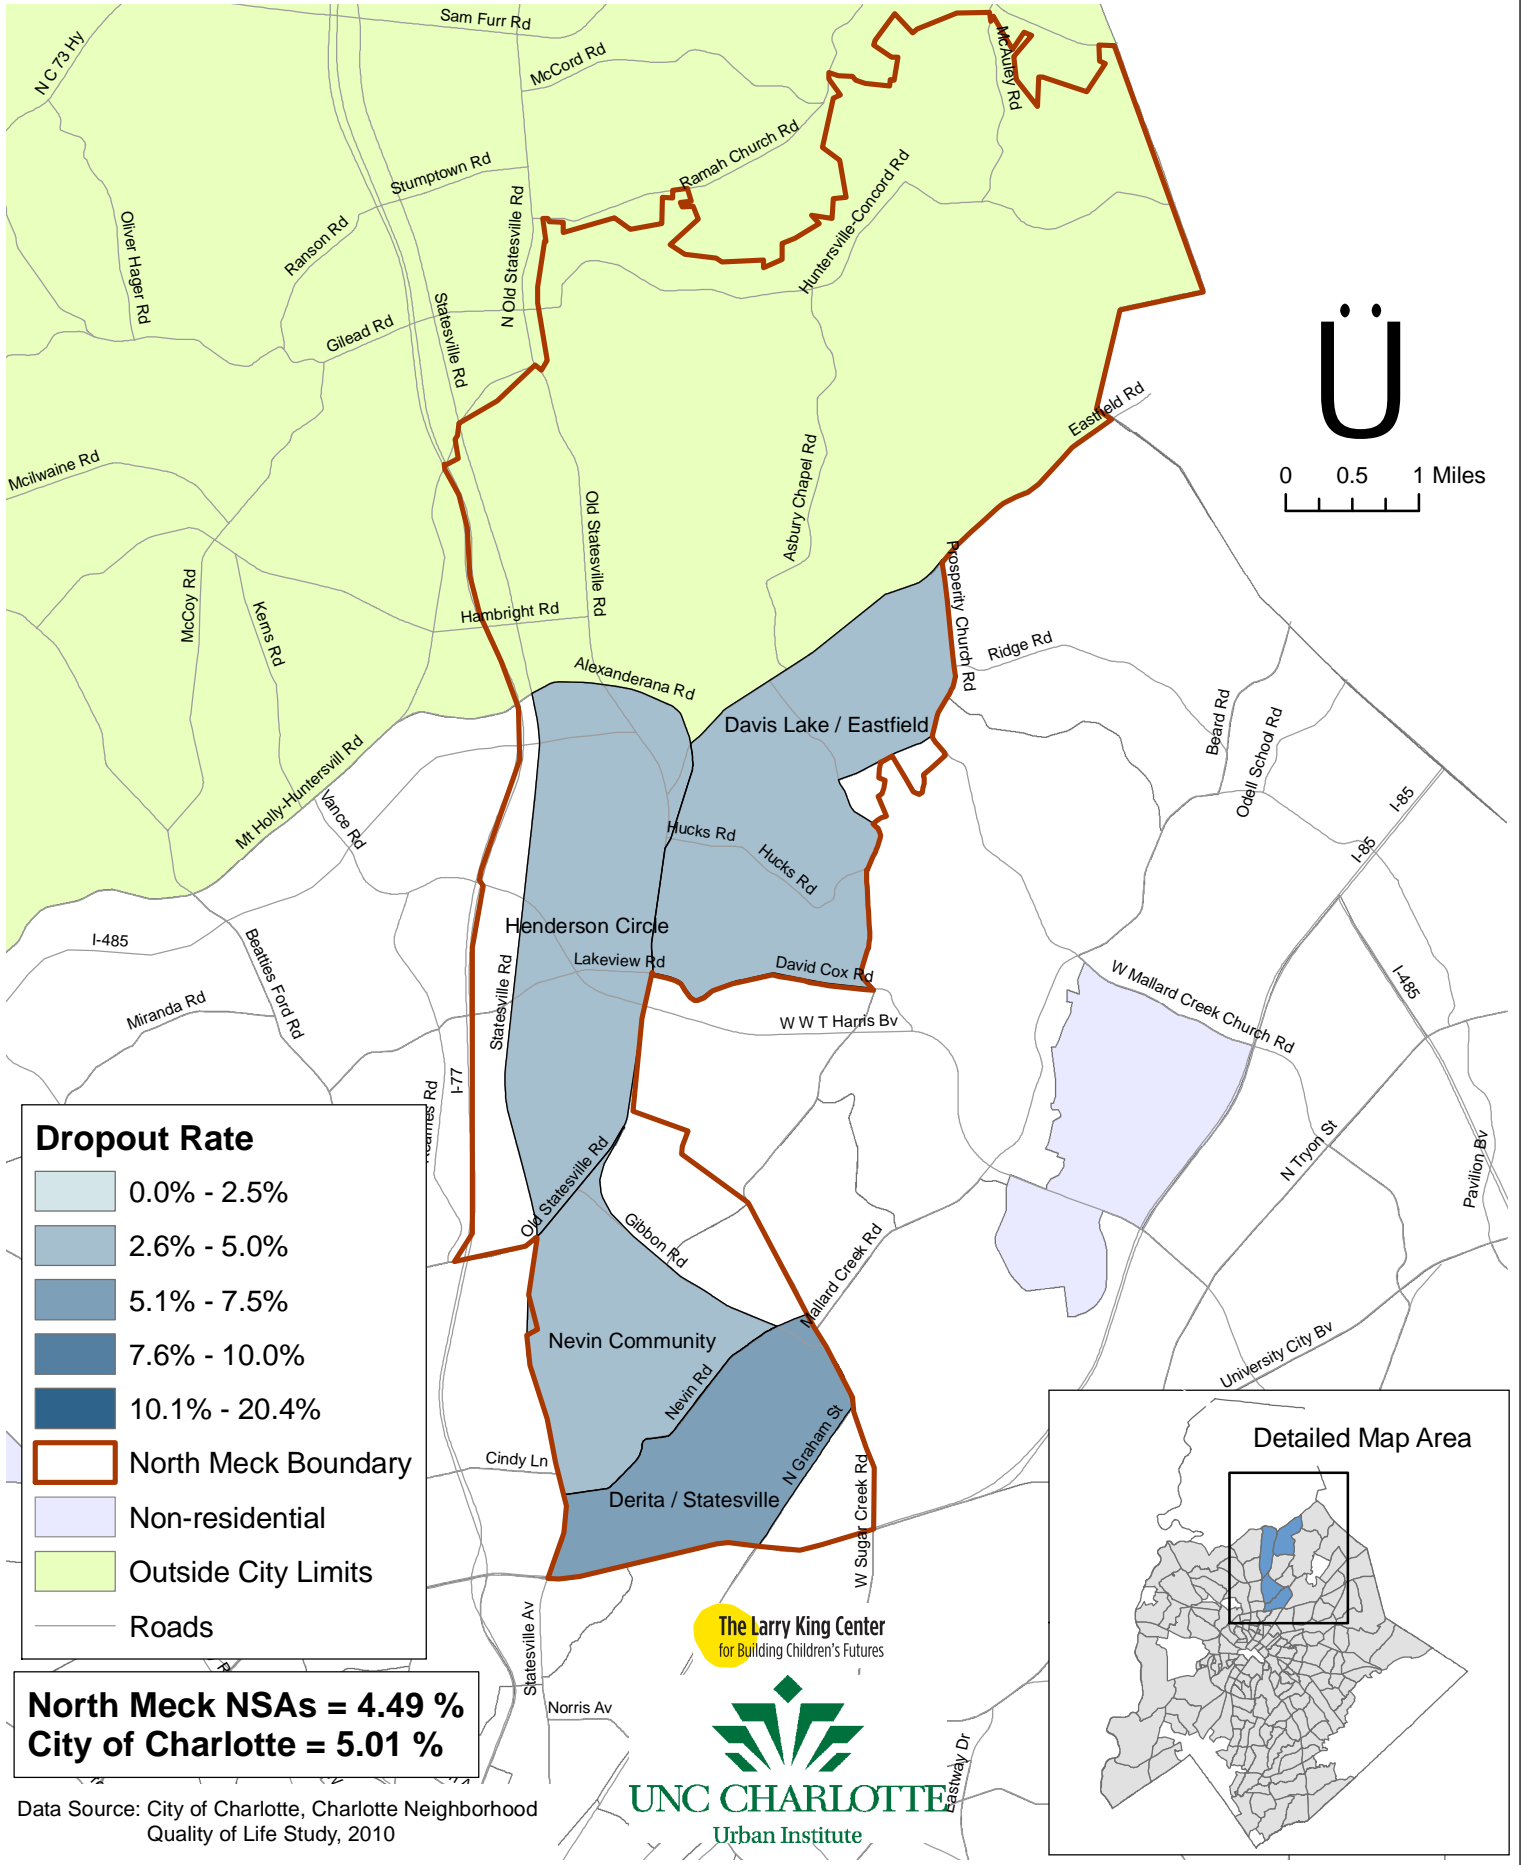 Sam Furr Rd
N C 73 Hy
McCord Rd
McAuley Rd
Ramah Church Rd
Stumptown Rd
Huntersville-Concord Rd
Oliver Hager Rd
Ranson Rd
N Old Statesville Rd
Statesville Rd
Gilead Rd
Ü
0 0.5 1 Miles
Eastfield Rd
Mcilwaine Rd
Asbury Chapel Rd
Old Statesville Rd
Prosperity Church Rd
McCoy Rd
Kerns Rd
Hambright Rd
Ridge Rd
Alexanderana Rd
Davis Lake / Eastfield
Beard Rd
Odell School Rd
Mt Holly-Huntersvill Rd
Vance Rd
I-85
I-85
Hucks Rd
Hucks Rd
Henderson Circle
I-485
Beatties Ford Rd
Lakeview Rd
David Cox Rd
W Mallard Creek Church Rd
I-485
Statesville Rd
Miranda Rd
W W T Harris Bv
I-77
N Tryon St
Pavilion Bv
Old Statesville Rd
Gibbon Rd
Mallard Creek Rd
Nevin Community
Nevin Rd
University City Bv
N Graham St
Cindy Ln
Derita / Statesville
W Sugar Creek Rd
Statesville Av
Norris Av
Eastway Dr
Dropout Rate
0.0% - 2.5%
2.6% - 5.0%
5.1% - 7.5%
7.6% - 10.0%
10.1% - 20.4%
North Meck Boundary
Non-residential
Outside City Limits
Roads
North Meck NSAs = 4.49 %
City of Charlotte = 5.01 %
Data Source: City of Charlotte, Charlotte Neighborhood
Quality of Life Study, 2010
The Larry King Center
for Building Children's Futures
UNC CHARLOTTE
Urban Institute
Detailed Map Area